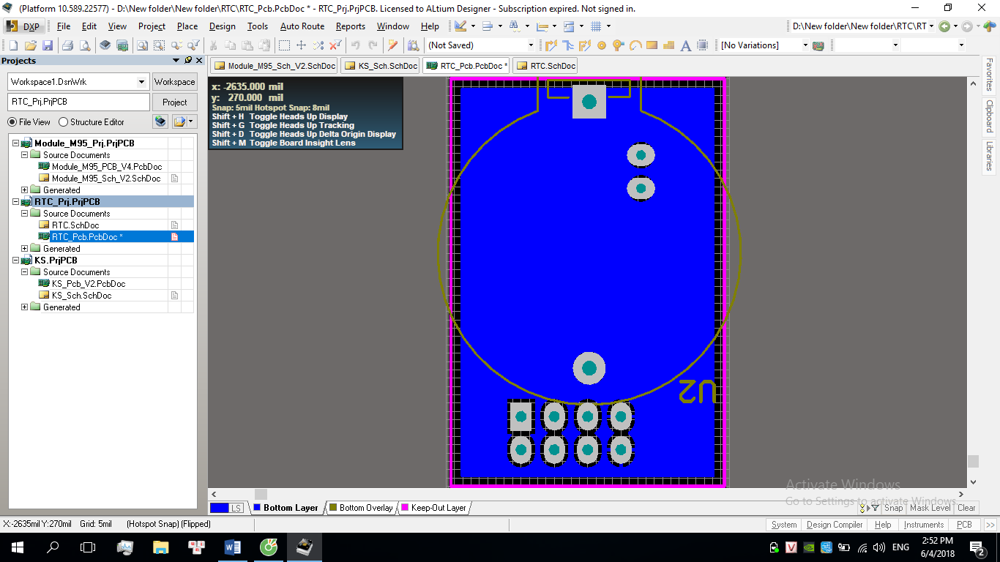 (Platform 10.589.22577) - D:\New folder\New folder\RTC\RTC_Pcb.PcbDoc * - RTC_Prj.PrjPCB. Licensed to ALtium Designer - Subscription expired. Not signed in.
DXP File Edit View Project Place Design Tools Auto Route Reports Window Help D:\New folder\New folder\RTC\RT
(Not Saved) A [No Variations]
Projects
Workspace1.DsnWrk Workspace
RTC_Prj.PrjPCB Project
File View Structure Editor
Module_M95_Prj.PrjPCB
Source Documents
Module_M95_PCB_V4.PcbDoc
Module_M95_Sch_V2.SchDoc
Generated
RTC_Prj.PrjPCB
Source Documents
RTC.SchDoc
RTC_Pcb.PcbDoc *
Generated
KS.PrjPCB
Source Documents
KS_Pcb_V2.PcbDoc
KS_Sch.SchDoc
Generated
Module_M95_Sch_V2.SchDoc KS_Sch.SchDoc RTC_Pcb.PcbDoc * RTC.SchDoc
x: -2635.000 mil
y: 270.000 mil
Snap: 5mil Hotspot Snap: 8mil
Shift + H Toggle Heads Up Display
Shift + G Toggle Heads Up Tracking
Shift + D Toggle Heads Up Delta Origin Display
Shift + M Toggle Board Insight Lens
U2
Favorites
Clipboard
Libraries
Activate Windows
Go to Settings to activate Windows.
LS Bottom Layer Bottom Overlay Keep-Out Layer Snap Mask Level Clear
X:-2635mil Y:270mil Grid: 5mil (Hotspot Snap) (Flipped) System Design Compiler Help Instruments PCB >>
ENG 2:52 PM
6/4/2018 2